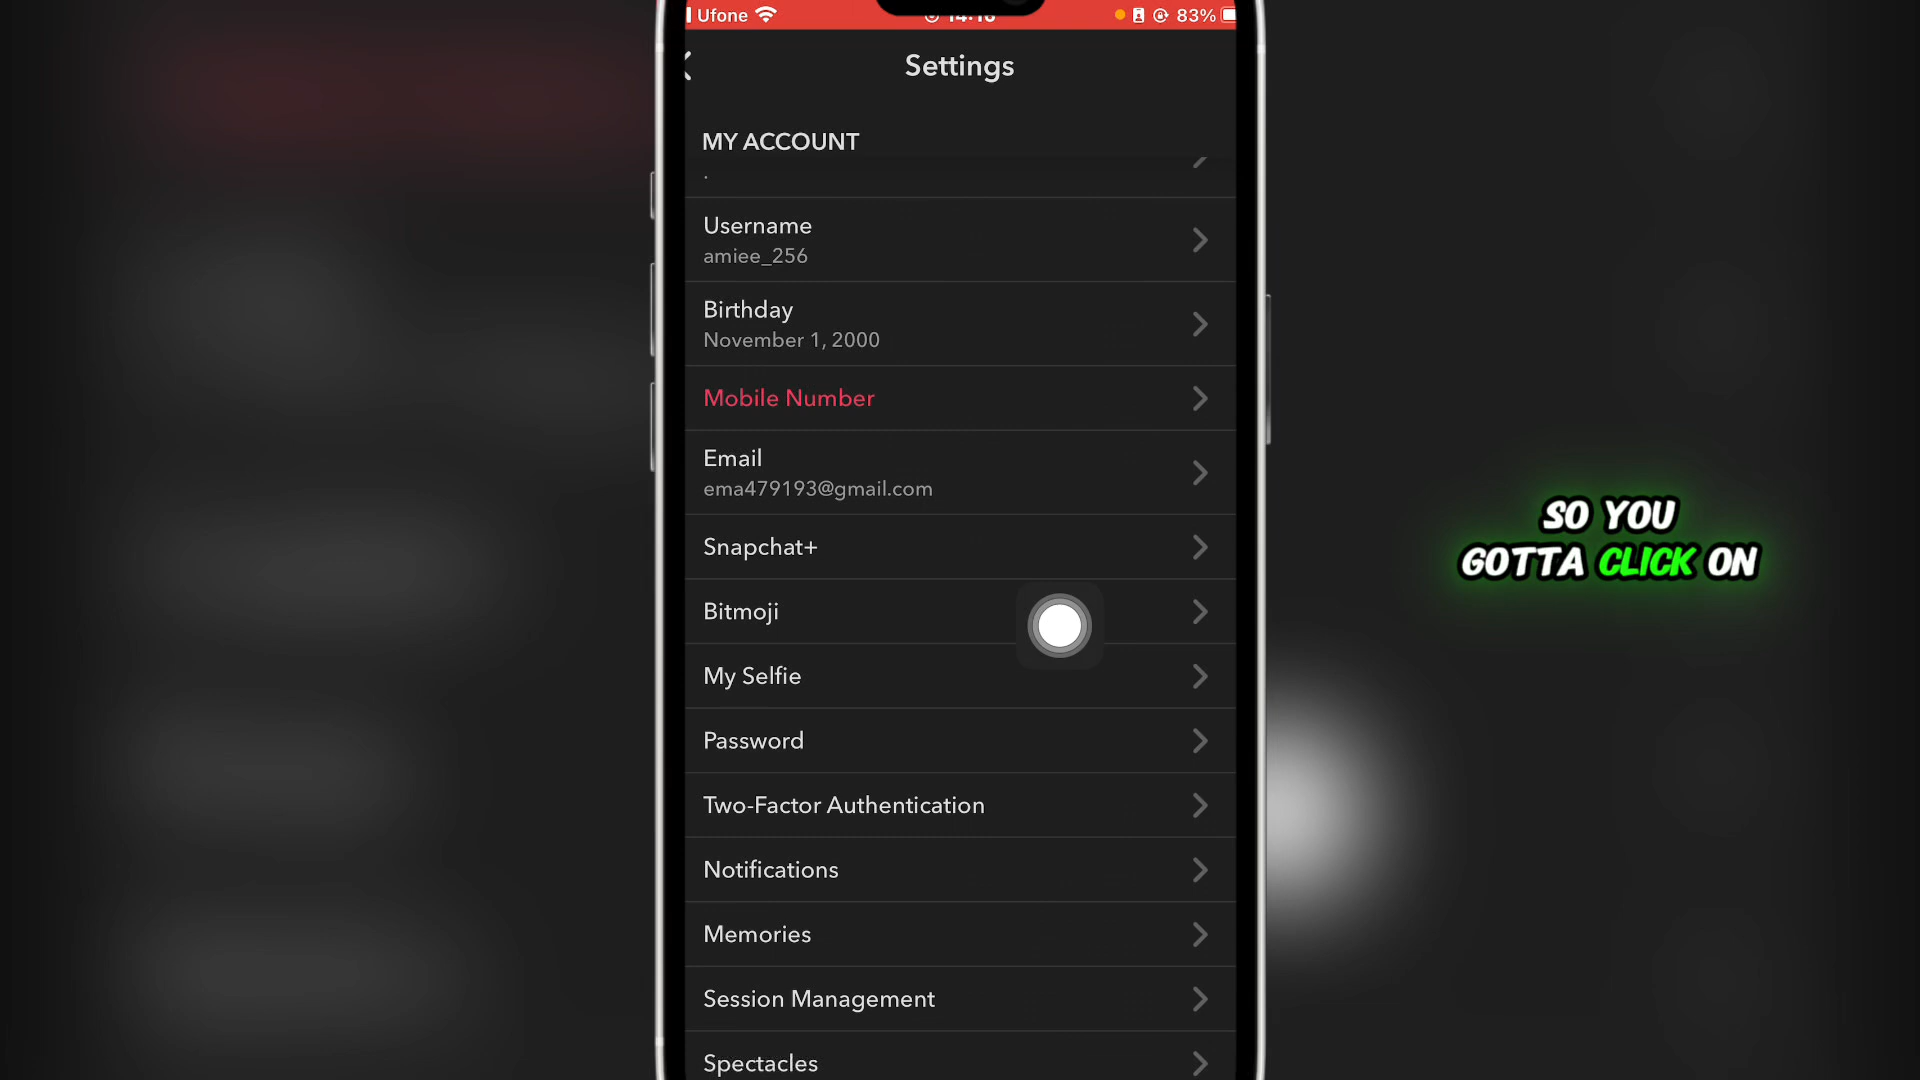 Ufone
83%
Settings
MY ACCOUNT
.
Username
amiee_256
Birthday
November 1, 2000
Mobile Number
Email
ema479193@gmail.com
Snapchat+
Bitmoji
My Selfie
Password
Two-Factor Authentication
Notifications
Memories
Session Management
Spectacles
SO YOU
GOTTA CLICK ON